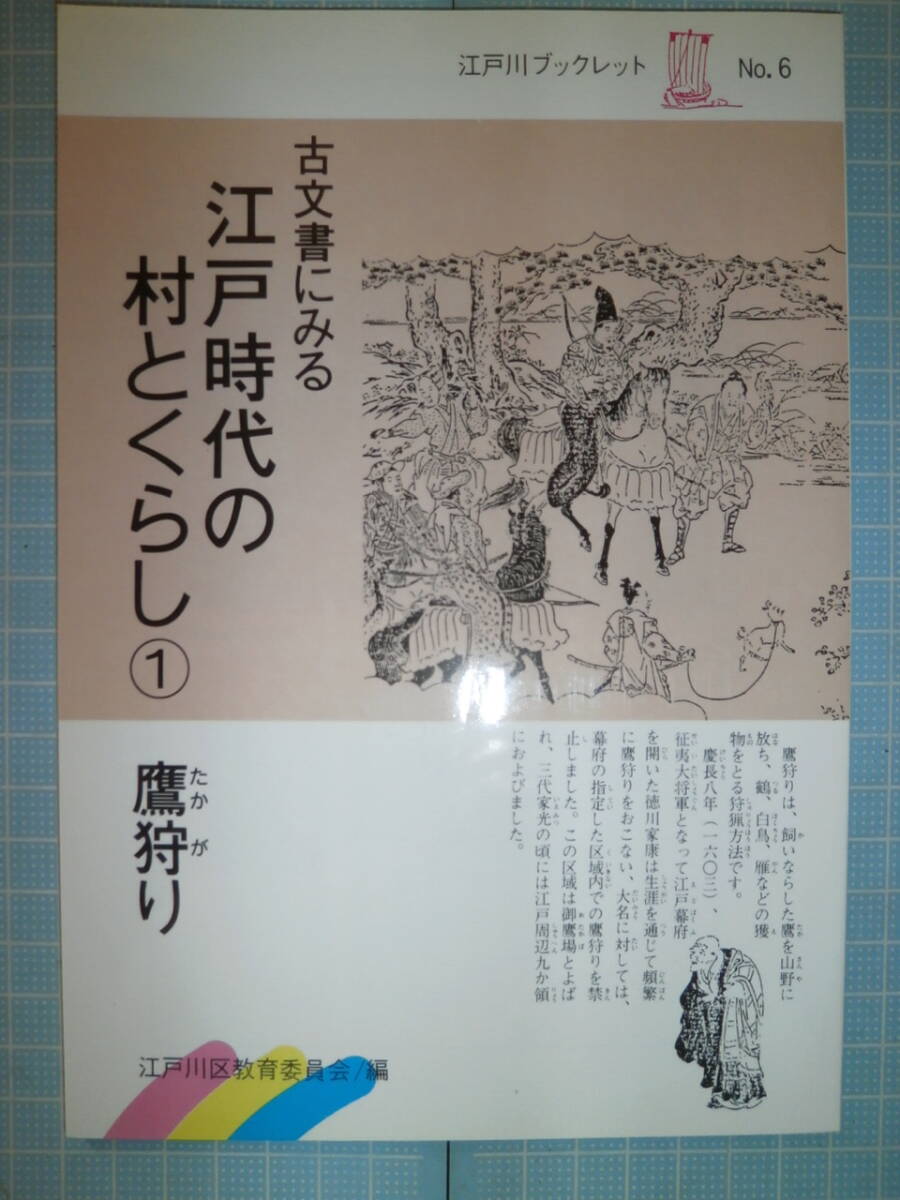 江戸川ブックレット No.6
古文書にみる
江戸時代の
村とくらし①
鷹狩り
たか が
鷹狩りは、飼いならした鷹を山野に
放ち、鶴、白鳥、雁などの獲
物をとる狩猟方法です。
慶長八年(一六〇三)、
征夷大将軍となって江戸幕府
を開いた徳川家康は生涯を通じて頻繁
に鷹狩りをおこない、大名に対しては、
幕府の指定した区域内での鷹狩りを禁
止しました。この区域は御鷹場とよば
れ、三代家光の頃には江戸周辺九か領
におよびました。
江戸川区教育委員会/編